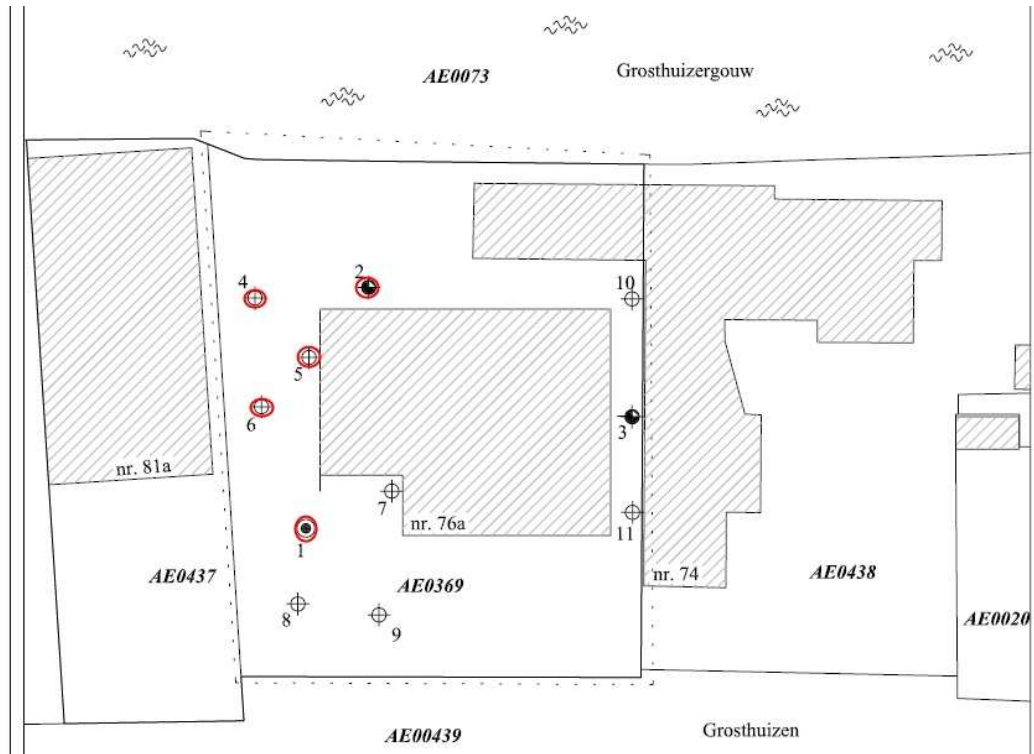 Grosthuizergouw
AE0073
4
2
10
5
6
3
nr. 81a
7
nr. 76a
11
1
AE0437
AE0369
nr. 74
AE0438
8
9
AE0020
AE00439
Grosthuizen